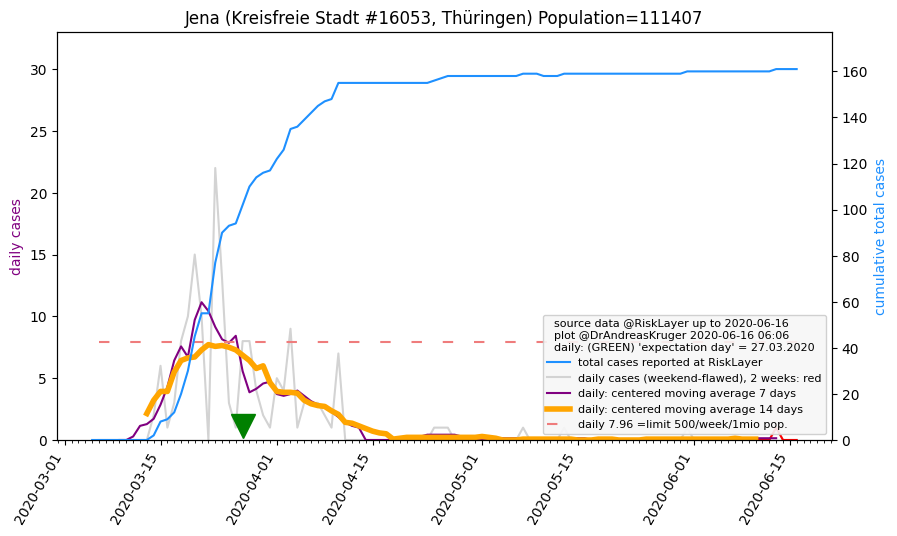 Jena (Kreisfreie Stadt #16053, Thüringen) Population=111407
daily cases
30
25
20
15
10
5
0
cumulative total cases
160
140
120
100
80
60
40
20
0
source data @RiskLayer up to 2020-06-16
plot @DrAndreasKruger 2020-06-16 06:06
daily: (GREEN) 'expectation day' = 27.03.2020
total cases reported at RiskLayer
daily cases (weekend-flawed), 2 weeks: red
daily: centered moving average 7 days
daily: centered moving average 14 days
daily 7.96 =limit 500/week/1mio pop.
2020-03-01
2020-03-15
2020-04-01
2020-04-15
2020-05-01
2020-05-15
2020-06-01
2020-06-15